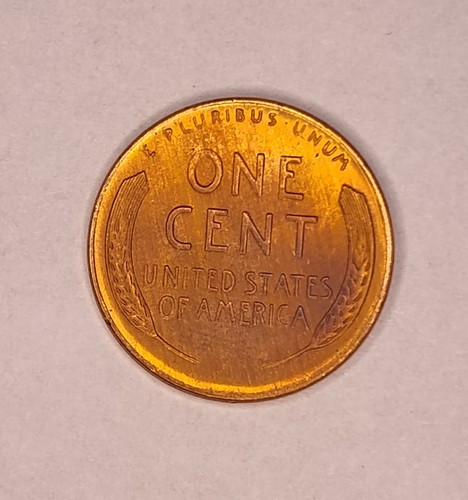 E PLURIBUS UNUM
ONE
CENT
UNITED STATES
OF AMERICA